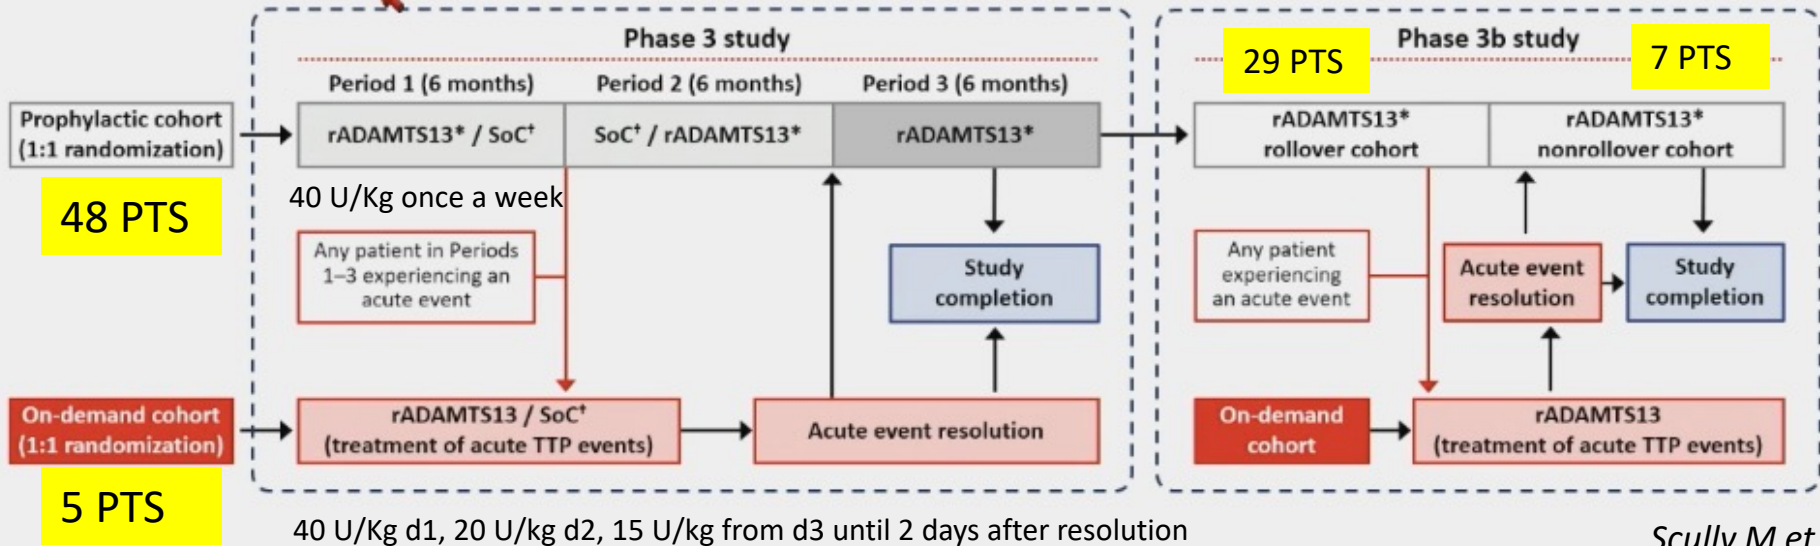 Phase 3 study
Period 1 (6 months) Period 2 (6 months) Period 3 (6 months)
Prophylactic cohort
(1:1 randomization)
rADAMTS13* / SoC† SoC† / rADAMTS13* rADAMTS13*
48 PTS
40 U/Kg once a week
Any patient in Periods
1–3 experiencing an
acute event
Study
completion
On-demand cohort
(1:1 randomization)
rADAMTS13 / SoC†
(treatment of acute TTP events)
Acute event resolution
5 PTS
40 U/Kg d1, 20 U/kg d2, 15 U/kg from d3 until 2 days after resolution
Phase 3b study
29 PTS
7 PTS
rADAMTS13*
rollover cohort
rADAMTS13*
nonrollover cohort
Any patient
experiencing
an acute event
Acute event
resolution
Study
completion
On-demand
cohort
rADAMTS13
(treatment of acute TTP events)
Scully M et